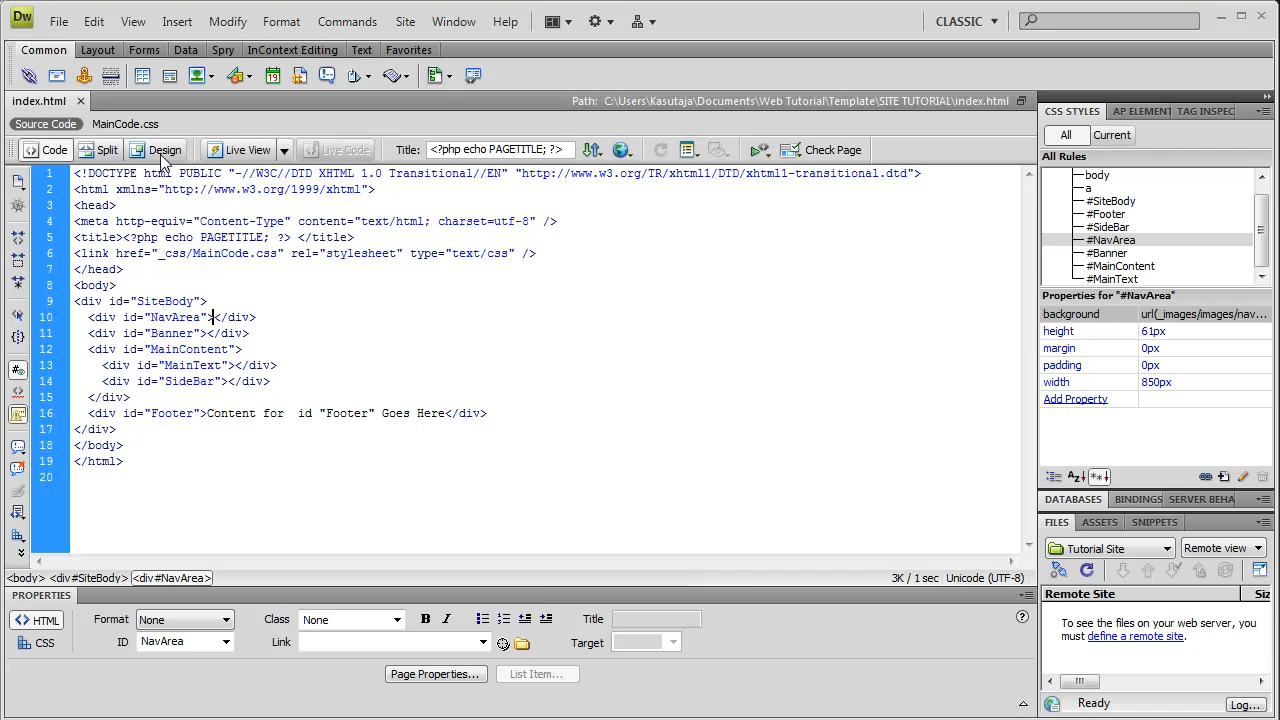 Dw File Edit View Insert Modify Format Commands Site Window Help CLASSIC
Common Layout Forms Data Spry InContext Editing Text Favorites
index.html Path: C:\Users\Kasutaja\Documents\Web Tutorial\Template\SITE TUTORIAL\index.html
Source Code MainCode.css
Code Split Design Live View Live Code Title: <?php echo PAGETITLE; ?> Check Page
1 <!DOCTYPE html PUBLIC "-//W3C//DTD XHTML 1.0 Transitional//EN" "http://www.w3.org/TR/xhtml1/DTD/xhtml1-transitional.dtd">
2 <html xmlns="http://www.w3.org/1999/xhtml">
3 <head>
4 <meta http-equiv="Content-Type" content="text/html; charset=utf-8" />
5 <title><?php echo PAGETITLE; ?> </title>
6 <link href="_css/MainCode.css" rel="stylesheet" type="text/css" />
7 </head>
8 <body>
9 <div id="SiteBody">
10 <div id="NavArea"></div>
11 <div id="Banner"></div>
12 <div id="MainContent">
13 <div id="MainText"></div>
14 <div id="SideBar"></div>
15 </div>
16 <div id="Footer">Content for  id "Footer" Goes Here</div>
17 </div>
18 </body>
19 </html>
20
<body> <div#SiteBody> <div#NavArea> 3K / 1 sec Unicode (UTF-8)
PROPERTIES
HTML Format None Class None B I Title
CSS ID NavArea Link Target
Page Properties... List Item...
CSS STYLES AP ELEMENT TAG INSPEC
All Current
All Rules
body
a
#SiteBody
#Footer
#SideBar
#NavArea
#Banner
#MainContent
#MainText
Properties for "#NavArea"
background url(_images/images/nav...
height 61px
margin 0px
padding 0px
width 850px
Add Property
DATABASES BINDINGS SERVER BEHA
FILES ASSETS SNIPPETS
Tutorial Site Remote view
Remote Site Siz
To see the files on your web server, you
must define a remote site.
Ready Log...